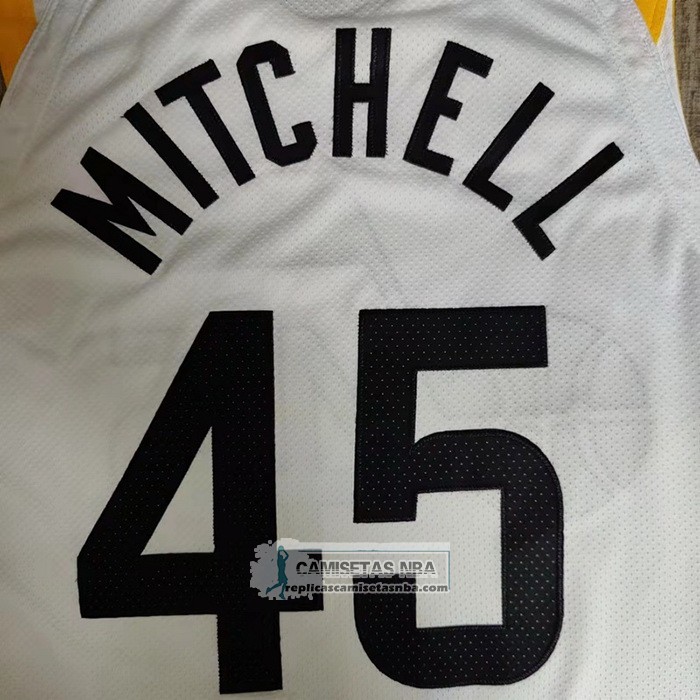 MITCHELL
45
CAMISETAS NBA
replicascamisetasnba.com